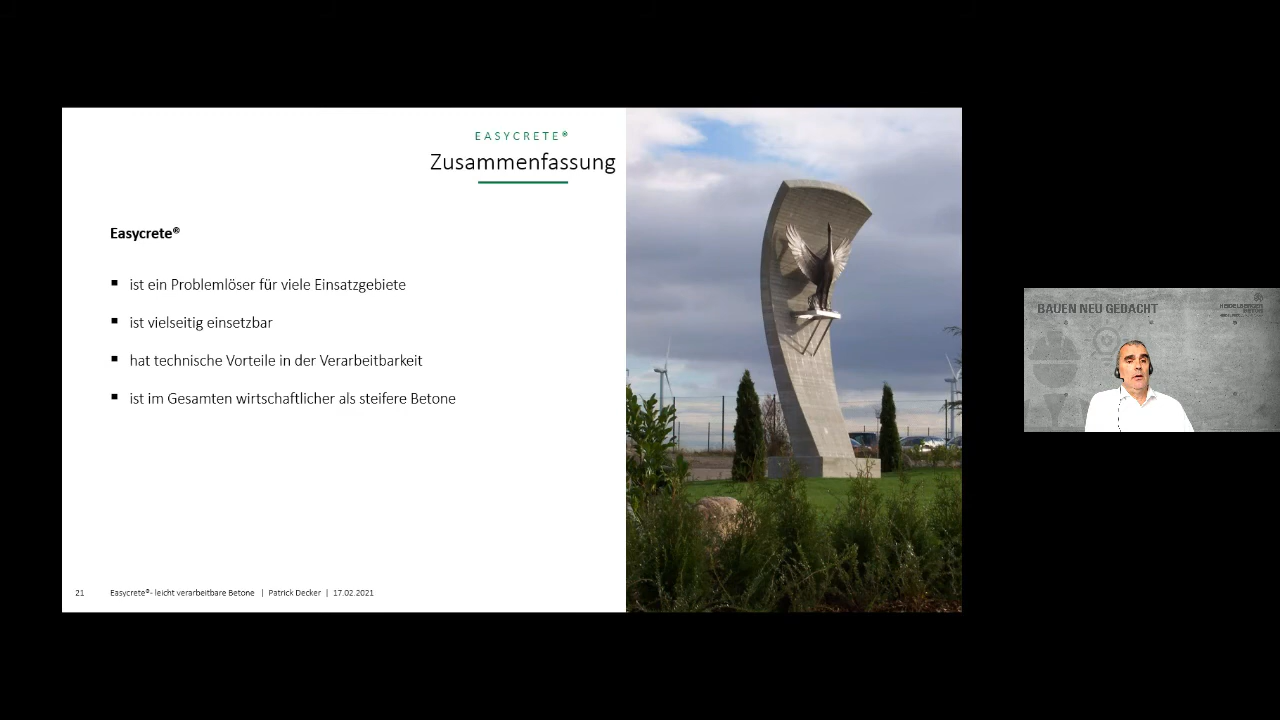 EASYCRETE®
Zusammenfassung
Easycrete®
▪ ist ein Problemlöser für viele Einsatzgebiete
▪ ist vielseitig einsetzbar
▪ hat technische Vorteile in der Verarbeitbarkeit
▪ ist im Gesamten wirtschaftlicher als steifere Betone
21 Easycrete®- leicht verarbeitbare Betone | Patrick Decker | 17.02.2021
BAUEN NEU GEDACHT
HEIDELBERGER
BETON